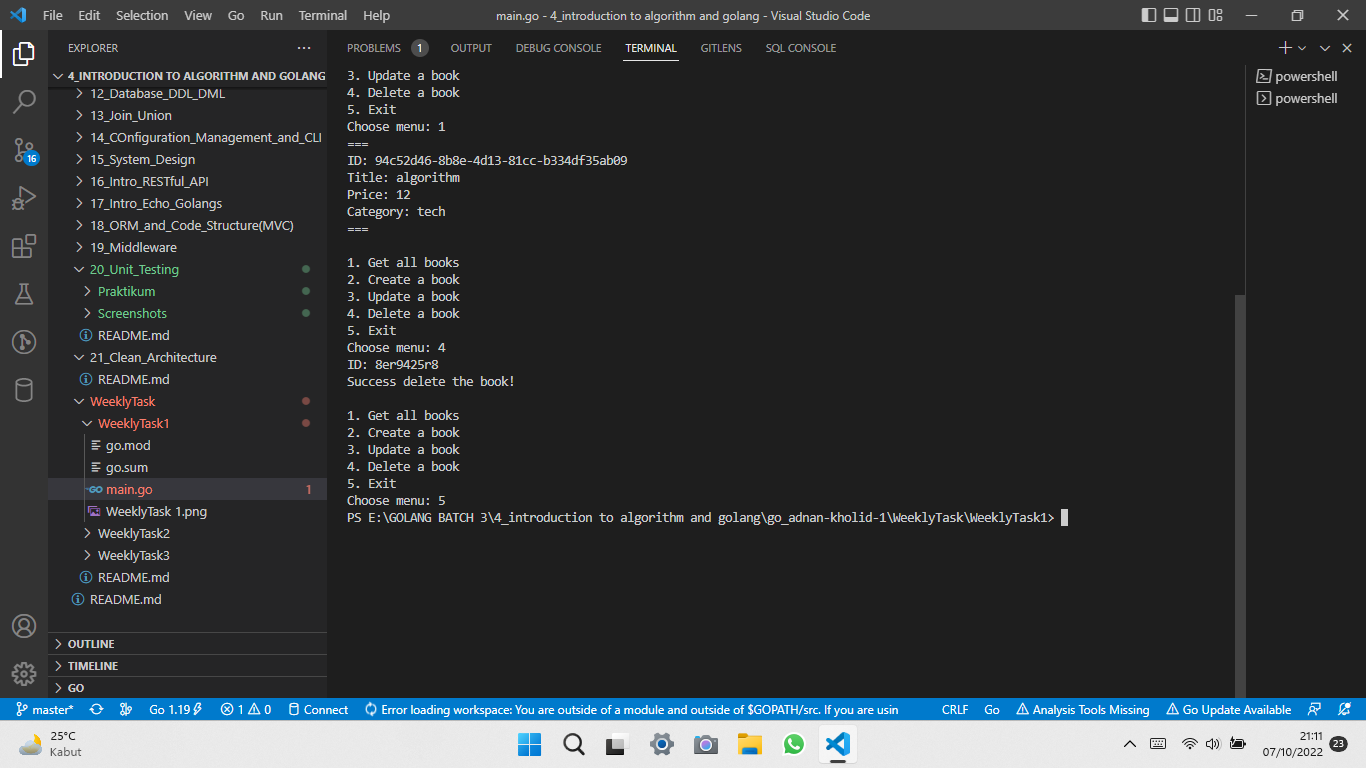 File Edit Selection View Go Run Terminal Help
main.go - 4_introduction to algorithm and golang - Visual Studio Code
EXPLORER
4_INTRODUCTION TO ALGORITHM AND GOLANG
12_Database_DDL_DML
13_Join_Union
14_COnfiguration_Management_and_CLI
15_System_Design
16_Intro_RESTful_API
17_Intro_Echo_Golangs
18_ORM_and_Code_Structure(MVC)
19_Middleware
20_Unit_Testing
Praktikum
Screenshots
README.md
21_Clean_Architecture
README.md
WeeklyTask
WeeklyTask1
go.mod
go.sum
main.go 1
WeeklyTask 1.png
WeeklyTask2
WeeklyTask3
README.md
README.md
OUTLINE
TIMELINE
GO
16
PROBLEMS 1 OUTPUT DEBUG CONSOLE TERMINAL GITLENS SQL CONSOLE
3. Update a book
4. Delete a book
5. Exit
Choose menu: 1
===
ID: 94c52d46-8b8e-4d13-81cc-b334df35ab09
Title: algorithm
Price: 12
Category: tech
===
1. Get all books
2. Create a book
3. Update a book
4. Delete a book
5. Exit
Choose menu: 4
ID: 8er9425r8
Success delete the book!
1. Get all books
2. Create a book
3. Update a book
4. Delete a book
5. Exit
Choose menu: 5
PS E:\GOLANG BATCH 3\4_introduction to algorithm and golang\go_adnan-kholid-1\WeeklyTask\WeeklyTask1>
powershell
powershell
master* Go 1.19 1 0 Connect Error loading workspace: You are outside of a module and outside of $GOPATH/src. If you are usin CRLF Go Analysis Tools Missing Go Update Available
25°C
Kabut
21:11
07/10/2022
23